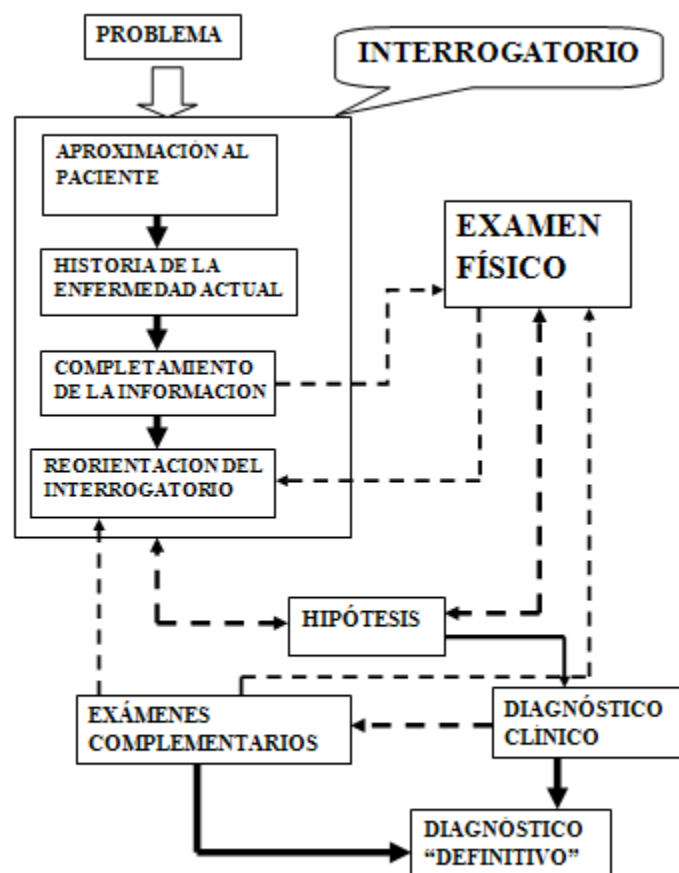 PROBLEMA
INTERROGATORIO
APROXIMACIÓN AL
PACIENTE
HISTORIA DE LA
ENFERMEDAD ACTUAL
COMPLETAMIENTO
DE LA INFORMACION
REORIENTACION DEL
INTERROGATORIO
EXAMEN
FÍSICO
HIPÓTESIS
EXÁMENES
COMPLEMENTARIOS
DIAGNÓSTICO
CLÍNICO
DIAGNÓSTICO
“DEFINITIVO”